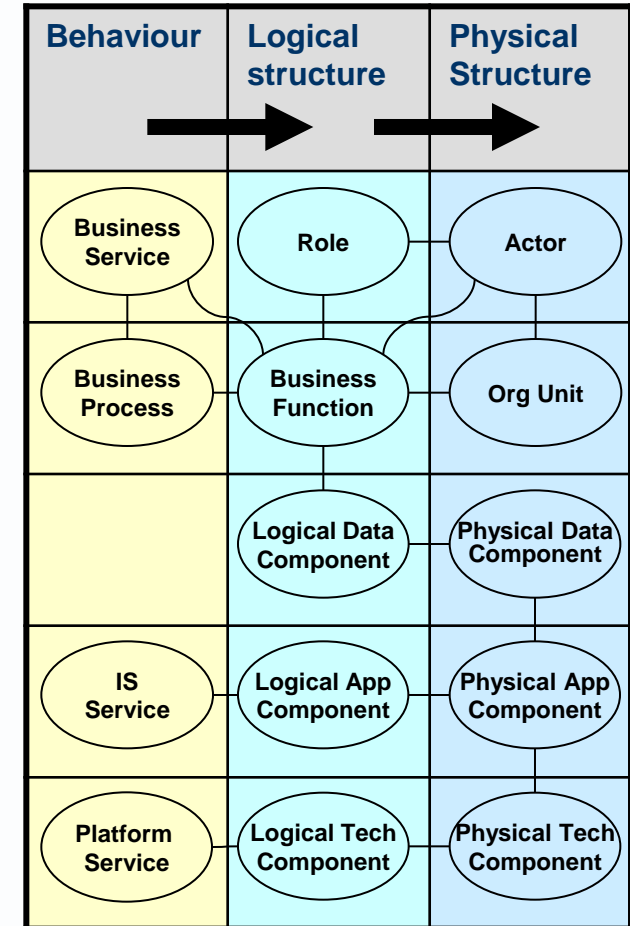 Behaviour
Logical
structure
Physical
Structure
Business
Service
Role
Actor
Business
Process
Business
Function
Org Unit
Logical Data
Component
Physical Data
Component
IS
Service
Logical App
Component
Physical App
Component
Platform
Service
Logical Tech
Component
Physical Tech
Component